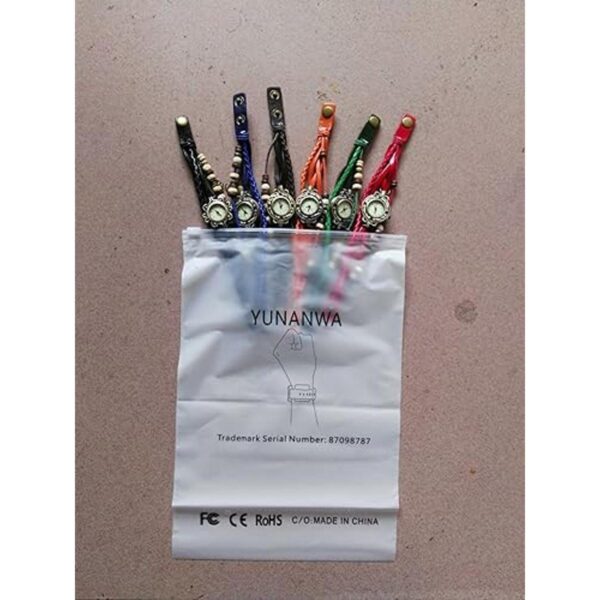 YUNANWA
Trademark Serial Number: 87098787
FC CE RoHS C/O:MADE IN CHINA